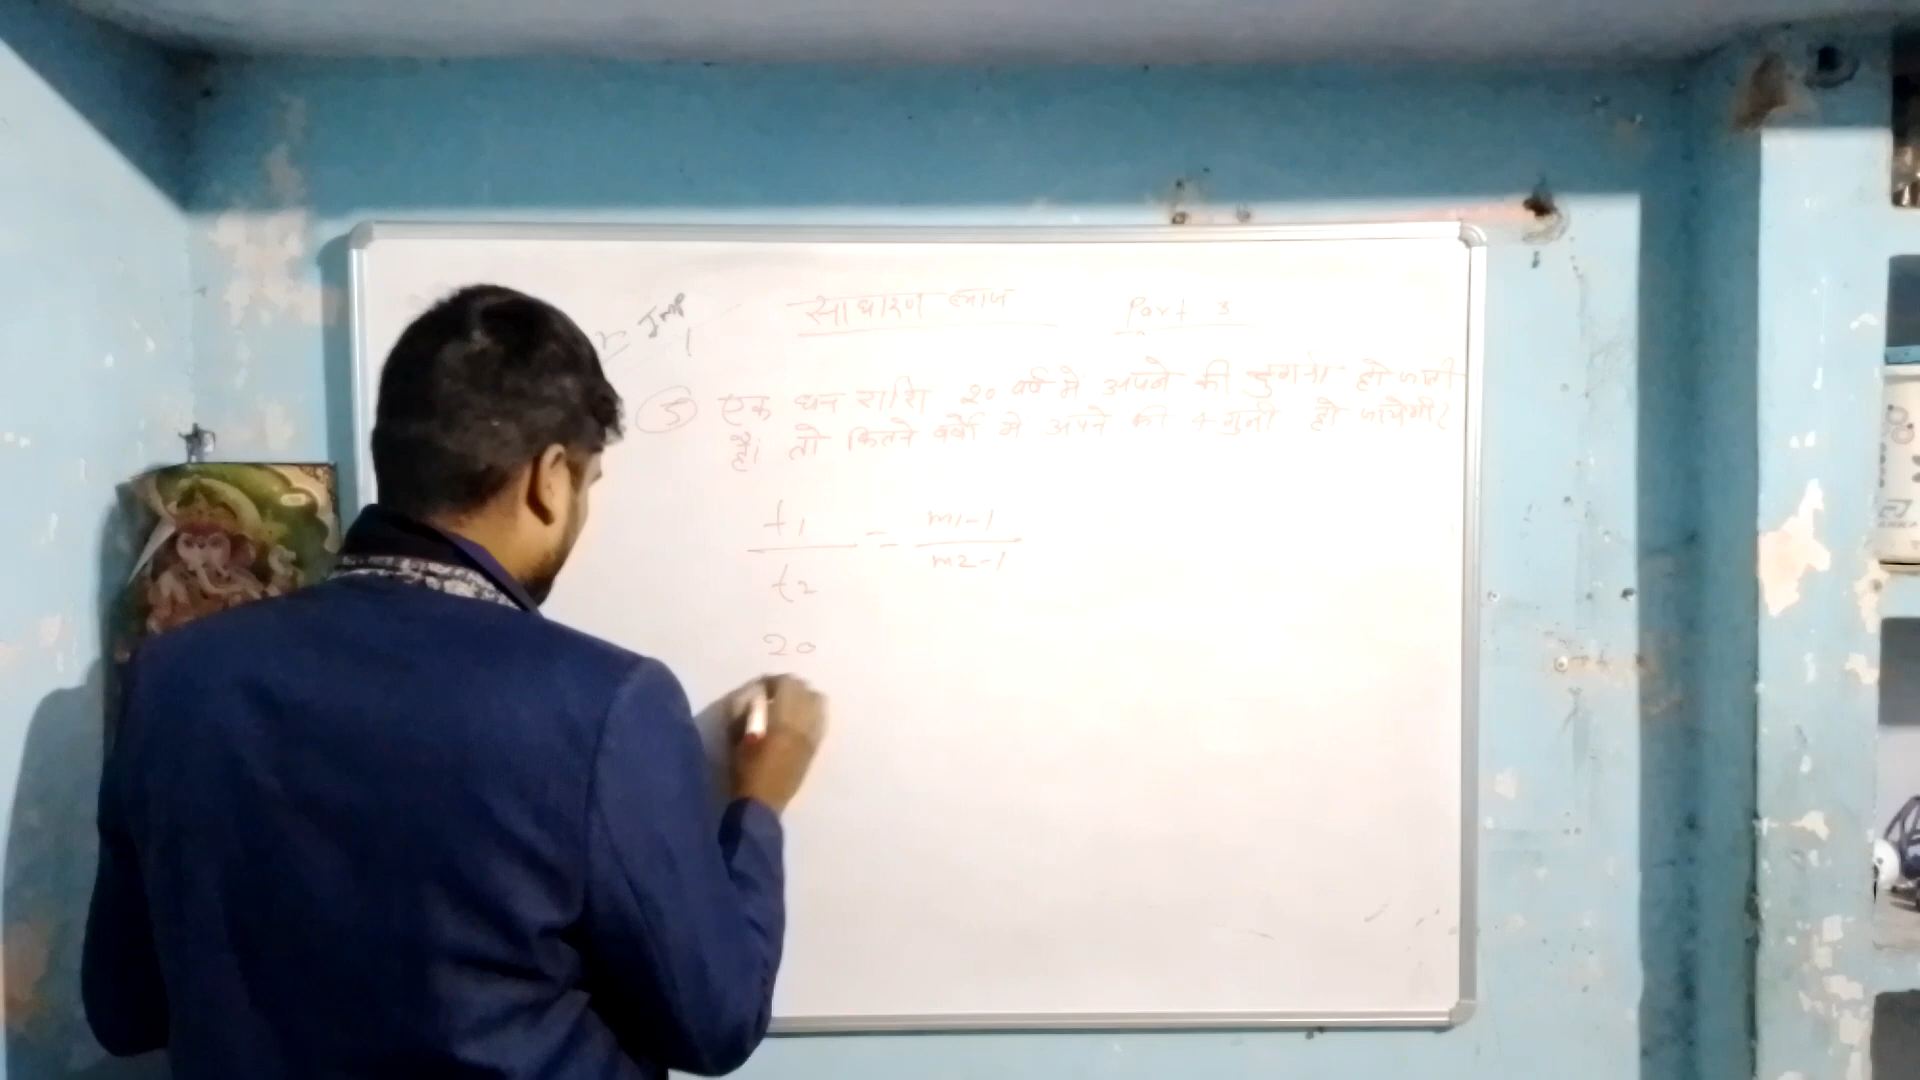 Imp
साधारण ब्याज Part 3
5 एक धन राशि 20 वर्ष मे अपने की दुगनी हो जाती
है। तो कितने वर्षो मे अपने की 4 गुनी हो जायेगी?
t1 / t2 = m1-1 / m2-1
20